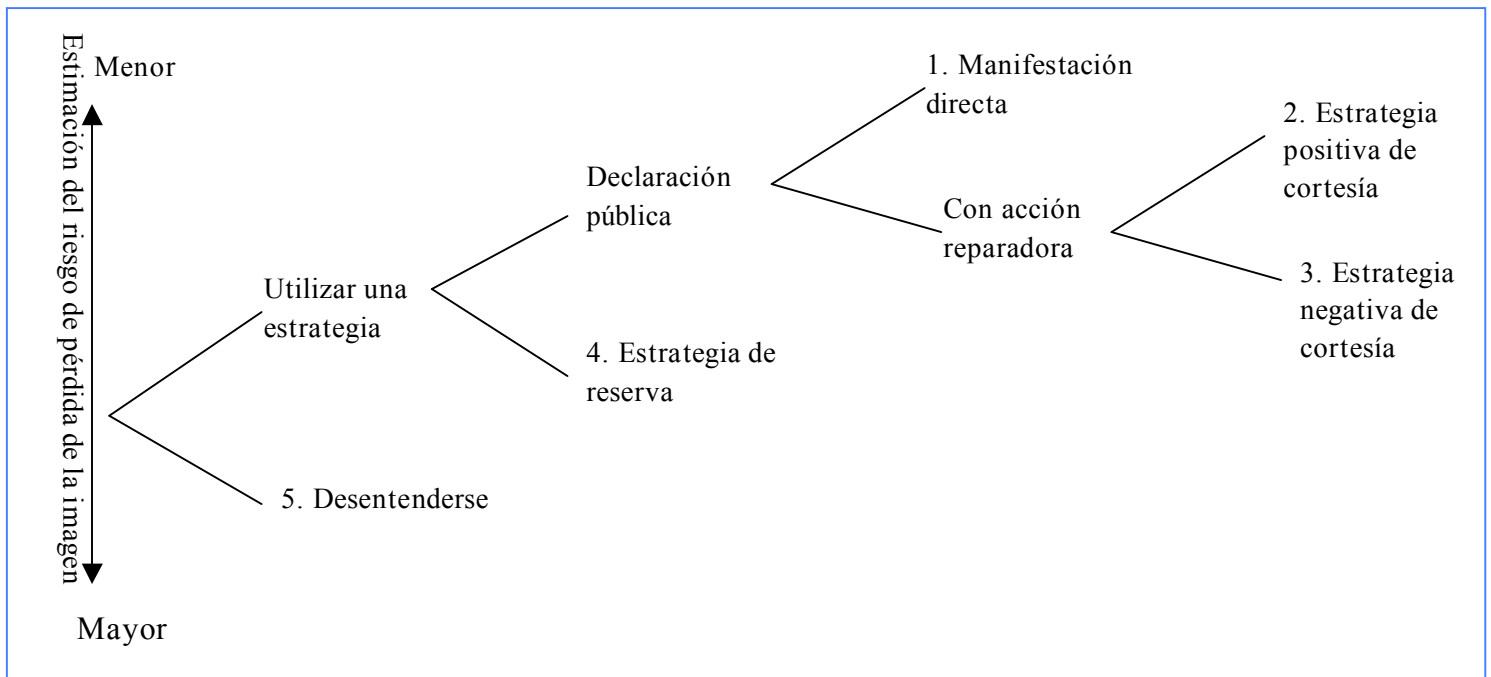 Estimación del riesgo de pérdida de la imagen
Menor
1. Manifestación
directa
2. Estrategia
positiva de
cortesía
Declaración
pública
Con acción
reparadora
3. Estrategia
negativa de
cortesía
Utilizar una
estrategia
4. Estrategia de
reserva
5. Desentenderse
Mayor